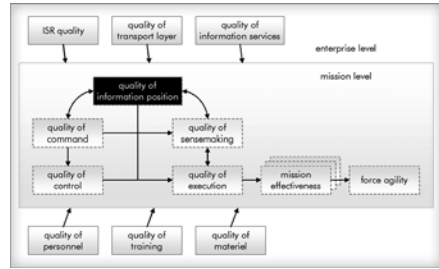 ISR quality
quality of
transport layer
quality of
information services
enterprise level
mission level
quality of
information position
quality of
command
quality of
sensemaking
quality of
control
quality of
execution
mission
effectiveness
force agility
quality of
personnel
quality of
training
quality of
materiel